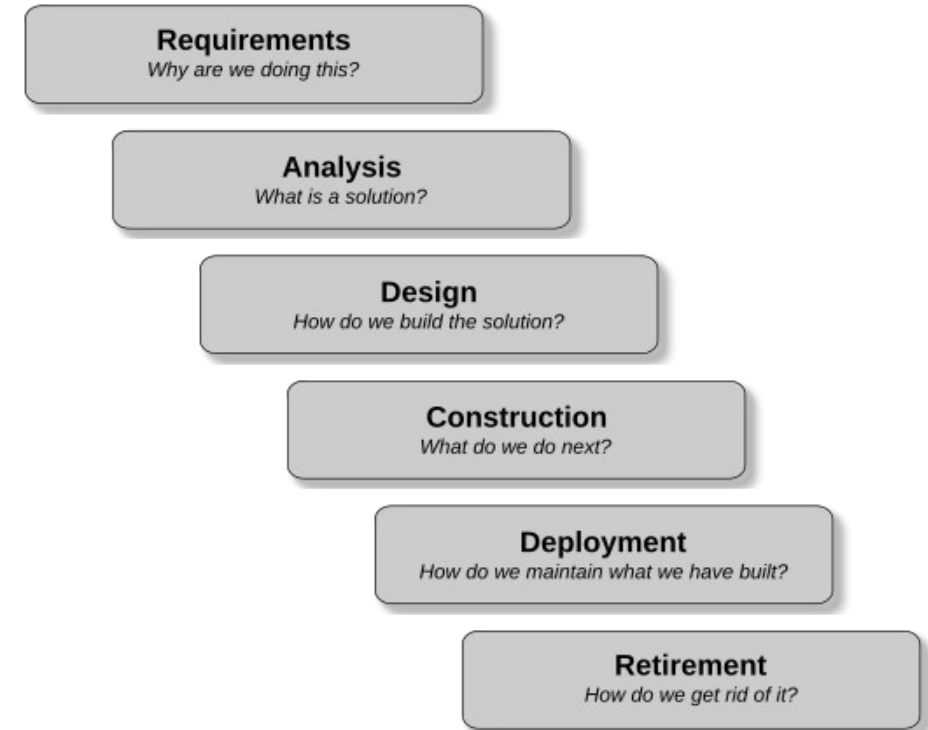 Requirements
Why are we doing this?
Analysis
What is a solution?
Design
How do we build the solution?
Construction
What do we do next?
Deployment
How do we maintain what we have built?
Retirement
How do we get rid of it?